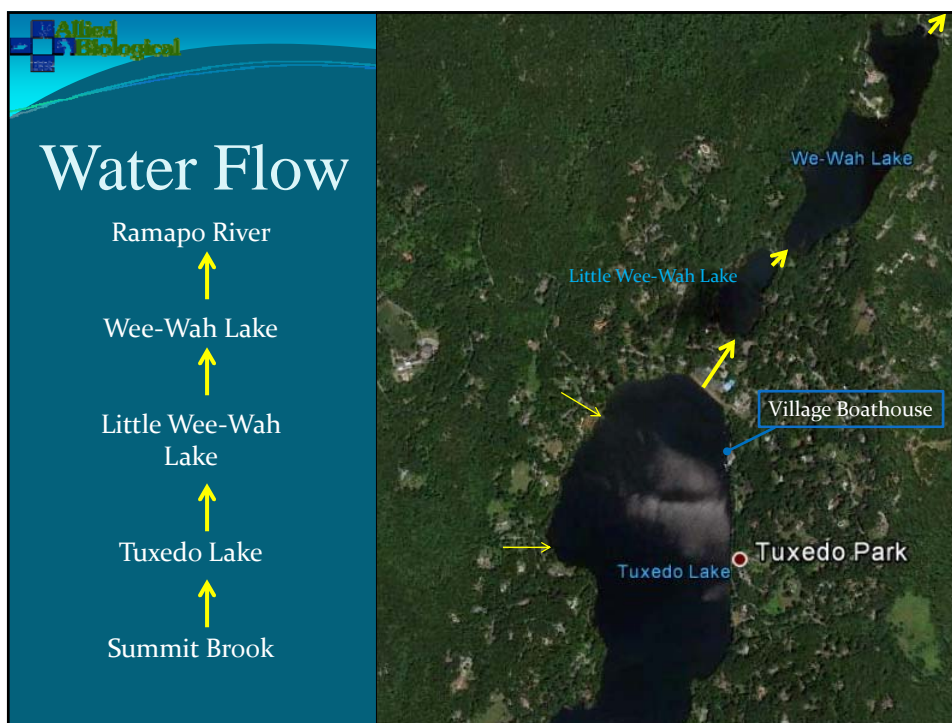 Allied
Biological
Water Flow
Ramapo River
Wee-Wah Lake
Little Wee-Wah
Lake
Tuxedo Lake
Summit Brook
We-Wah Lake
Little Wee-Wah Lake
Village Boathouse
Tuxedo Park
Tuxedo Lake